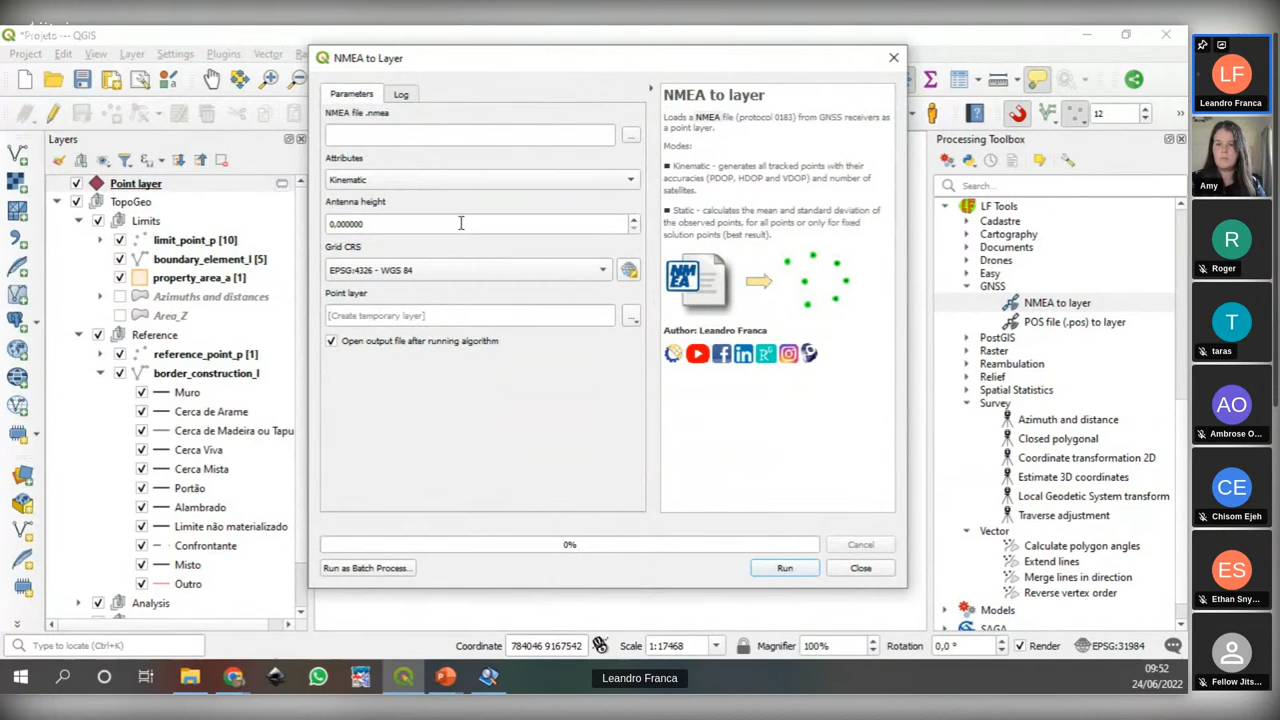 *Projeto — QGIS
Project Edit View Layer Settings Plugins Vector
12
Layers
Point layer
TopoGeo
Limits
limit_point_p [10]
boundary_element_l [5]
property_area_a [1]
Azimuths and distances
Area_Z
Reference
reference_point_p [1]
border_construction_l
Muro
Cerca de Arame
Cerca de Madeira ou Tapu
Cerca Viva
Cerca Mista
Portão
Alambrado
Limite não materializado
Confrontante
Misto
Outro
Analysis
NMEA to Layer
Parameters Log
NMEA file .nmea
...
Attributes
Kinematic
Antenna height
0,000000
Grid CRS
EPSG:4326 - WGS 84
Point layer
[Create temporary layer]
...
Open output file after running algorithm
0%
Cancel
Run as Batch Process...
Run
Close
NMEA to layer
Loads a NMEA file (protocol 0183) from GNSS receivers as
a point layer.
Modes:
▪ Kinematic - generates all tracked points with their
accuracies (PDOP, HDOP and VDOP) and number of
satellites.
▪ Static - calculates the mean and standard deviation of
the observed points, for all points or only for fixed
solution points (best result).
NM
EA
Author: Leandro Franca
Processing Toolbox
Search...
LF Tools
Cadastre
Cartography
Documents
Drones
Easy
GNSS
NMEA to layer
POS file (.pos) to layer
PostGIS
Raster
Reambulation
Relief
Spatial Statistics
Survey
Azimuth and distance
Closed polygonal
Coordinate transformation 2D
Estimate 3D coordinates
Local Geodetic System transform
Traverse adjustment
Vector
Calculate polygon angles
Extend lines
Merge lines in direction
Reverse vertex order
Models
SAGA
Type to locate (Ctrl+K)
Coordinate 784046 9167542 Scale 1:17468 Magnifier 100% Rotation 0,0 ° Render EPSG:31984
09:52
24/06/2022
Leandro Franca
LF
Leandro Franca
Amy
R
Roger
T
taras
AO
Ambrose O...
CE
Chisom Ejeh
ES
Ethan Sny...
Fellow Jits...